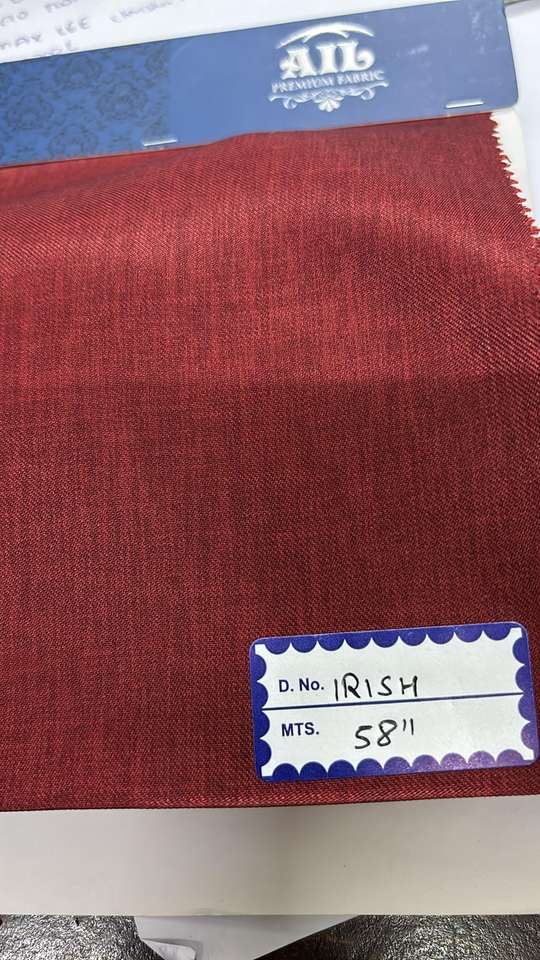 AIL
PREMIUM FABRIC
D. No. IRISH
MTS. 58"